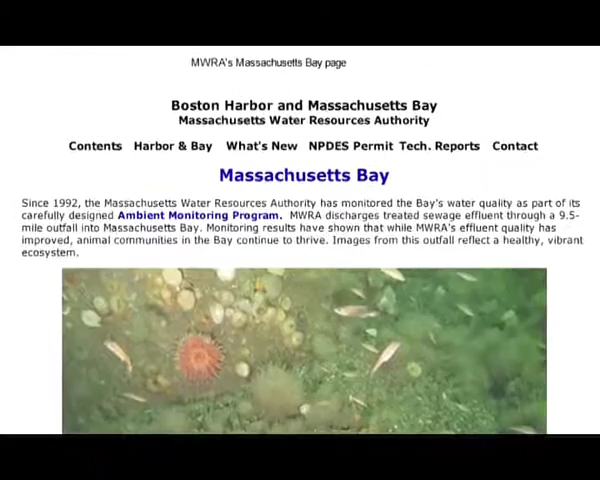 MWRA's Massachusetts Bay page
Boston Harbor and Massachusetts Bay
Massachusetts Water Resources Authority
Contents Harbor & Bay What's New NPDES Permit Tech. Reports Contact
Massachusetts Bay
Since 1992, the Massachusetts Water Resources Authority has monitored the Bay's water quality as part of its
carefully designed Ambient Monitoring Program. MWRA discharges treated sewage effluent through a 9.5-
mile outfall into Massachusetts Bay. Monitoring results have shown that while MWRA's effluent quality has
improved, animal communities in the Bay continue to thrive. Images from this outfall reflect a healthy, vibrant
ecosystem.